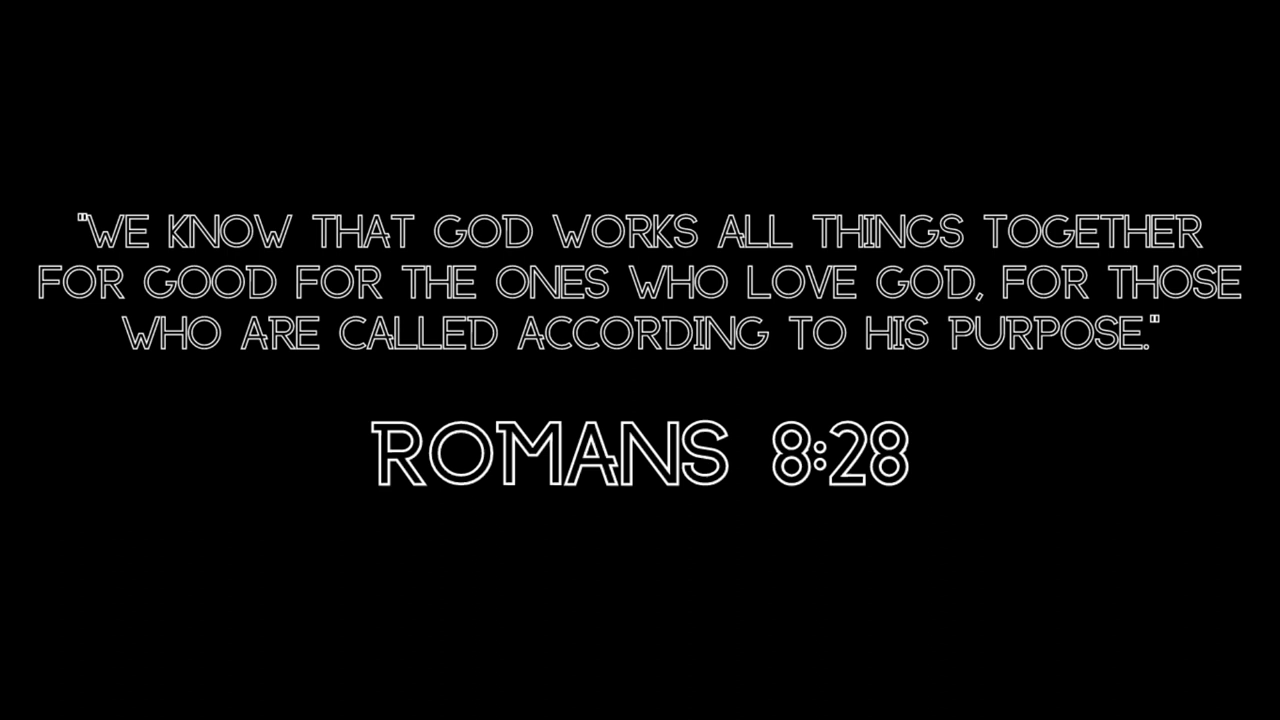 "WE KNOW THAT GOD WORKS ALL THINGS TOGETHER
FOR GOOD FOR THE ONES WHO LOVE GOD, FOR THOSE
WHO ARE CALLED ACCORDING TO HIS PURPOSE."
ROMANS 8:28